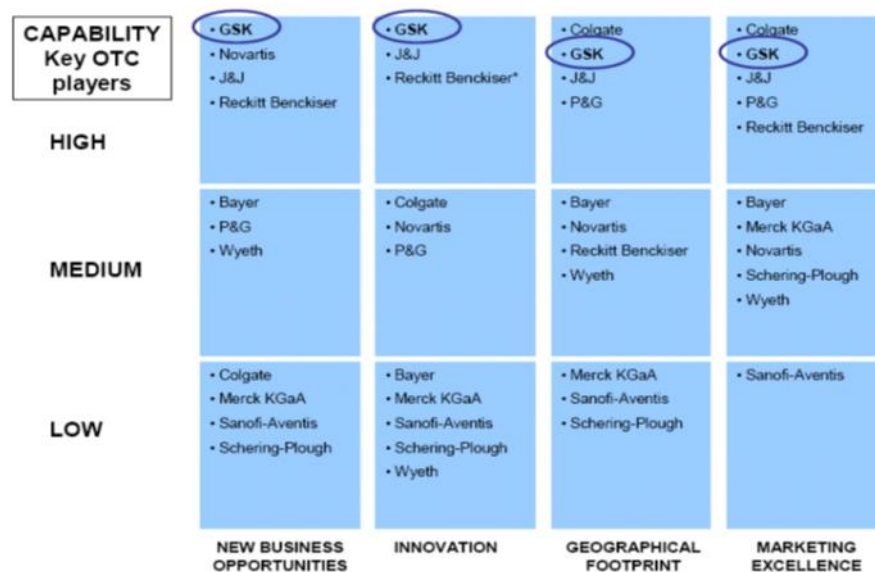 CAPABILITY
Key OTC
players
HIGH
• GSK
• Novartis
• J&J
• Reckitt Benckiser
• GSK
• J&J
• Reckitt Benckiser*
• Colgate
• GSK
• J&J
• P&G
• Colgate
• GSK
• J&J
• P&G
• Reckitt Benckiser
MEDIUM
• Bayer
• P&G
• Wyeth
• Colgate
• Novartis
• P&G
• Bayer
• Novartis
• Reckitt Benckiser
• Wyeth
• Bayer
• Merck KGaA
• Novartis
• Schering-Plough
• Wyeth
LOW
• Colgate
• Merck KGaA
• Sanofi-Aventis
• Schering-Plough
• Bayer
• Merck KGaA
• Sanofi-Aventis
• Schering-Plough
• Wyeth
• Merck KGaA
• Sanofi-Aventis
• Schering-Plough
• Sanofi-Aventis
NEW BUSINESS
OPPORTUNITIES
INNOVATION
GEOGRAPHICAL
FOOTPRINT
MARKETING
EXCELLENCE